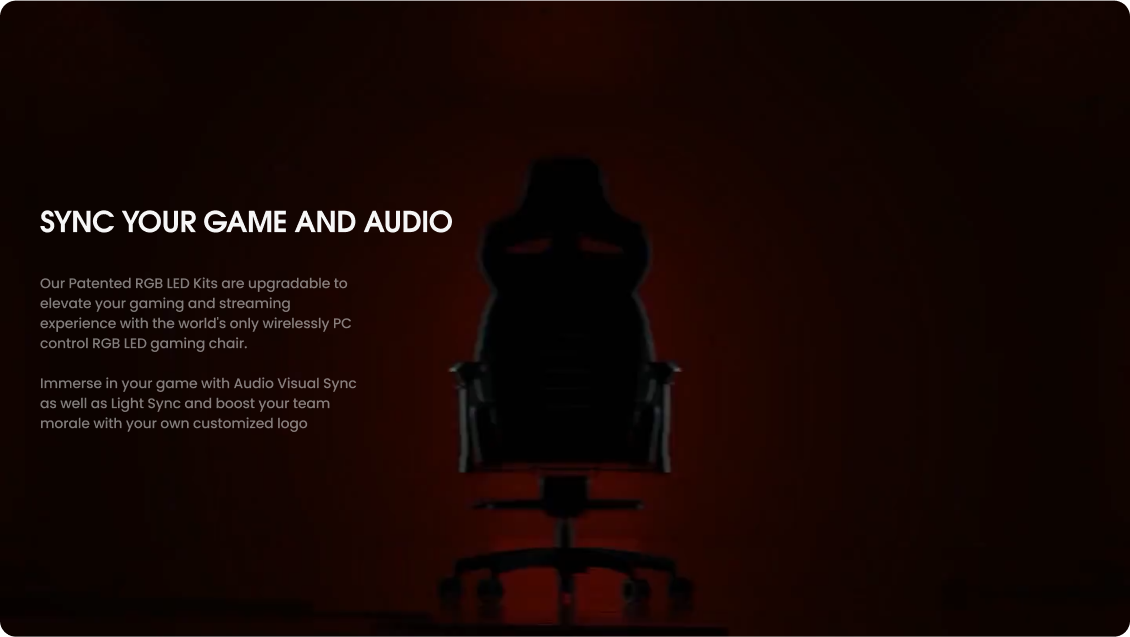 SYNC YOUR GAME AND AUDIO
Our Patented RGB LED Kits are upgradable to
elevate your gaming and streaming
experience with the world's only wirelessly PC
control RGB LED gaming chair.
Immerse in your game with Audio Visual Sync
as well as Light Sync and boost your team
morale with your own customized logo